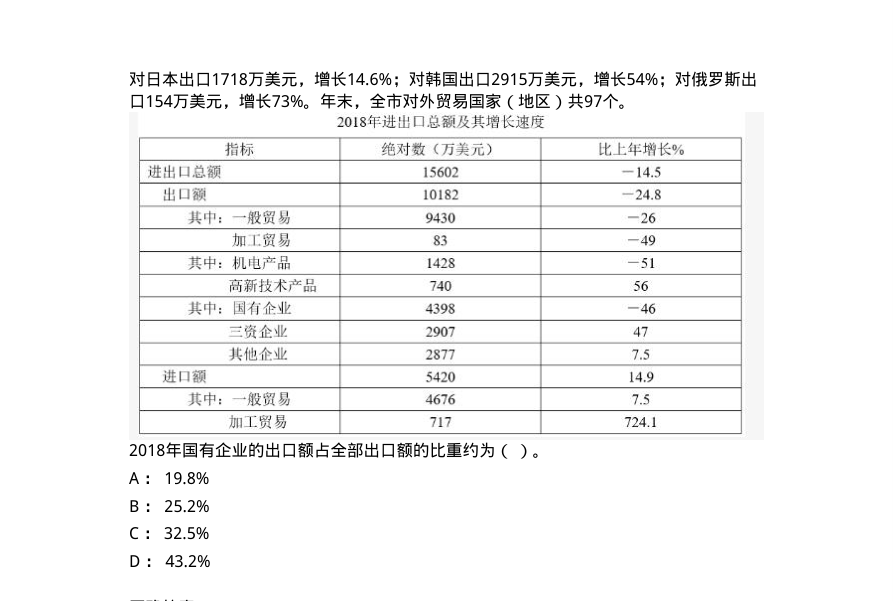 对日本出口1718万美元，增长14.6%；对韩国出口2915万美元，增长54%；对俄罗斯出
口154万美元，增长73%。年末，全市对外贸易国家（地区）共97个。
2018年进出口总额及其增长速度
指标 绝对数（万美元） 比上年增长%
进出口总额 15602 －14.5
出口额 10182 －24.8
其中：一般贸易 9430 －26
加工贸易 83 －49
其中：机电产品 1428 －51
高新技术产品 740 56
其中：国有企业 4398 －46
三资企业 2907 47
其他企业 2877 7.5
进口额 5420 14.9
其中：一般贸易 4676 7.5
加工贸易 717 724.1
2018年国有企业的出口额占全部出口额的比重约为（ ）。
A： 19.8%
B： 25.2%
C： 32.5%
D： 43.2%